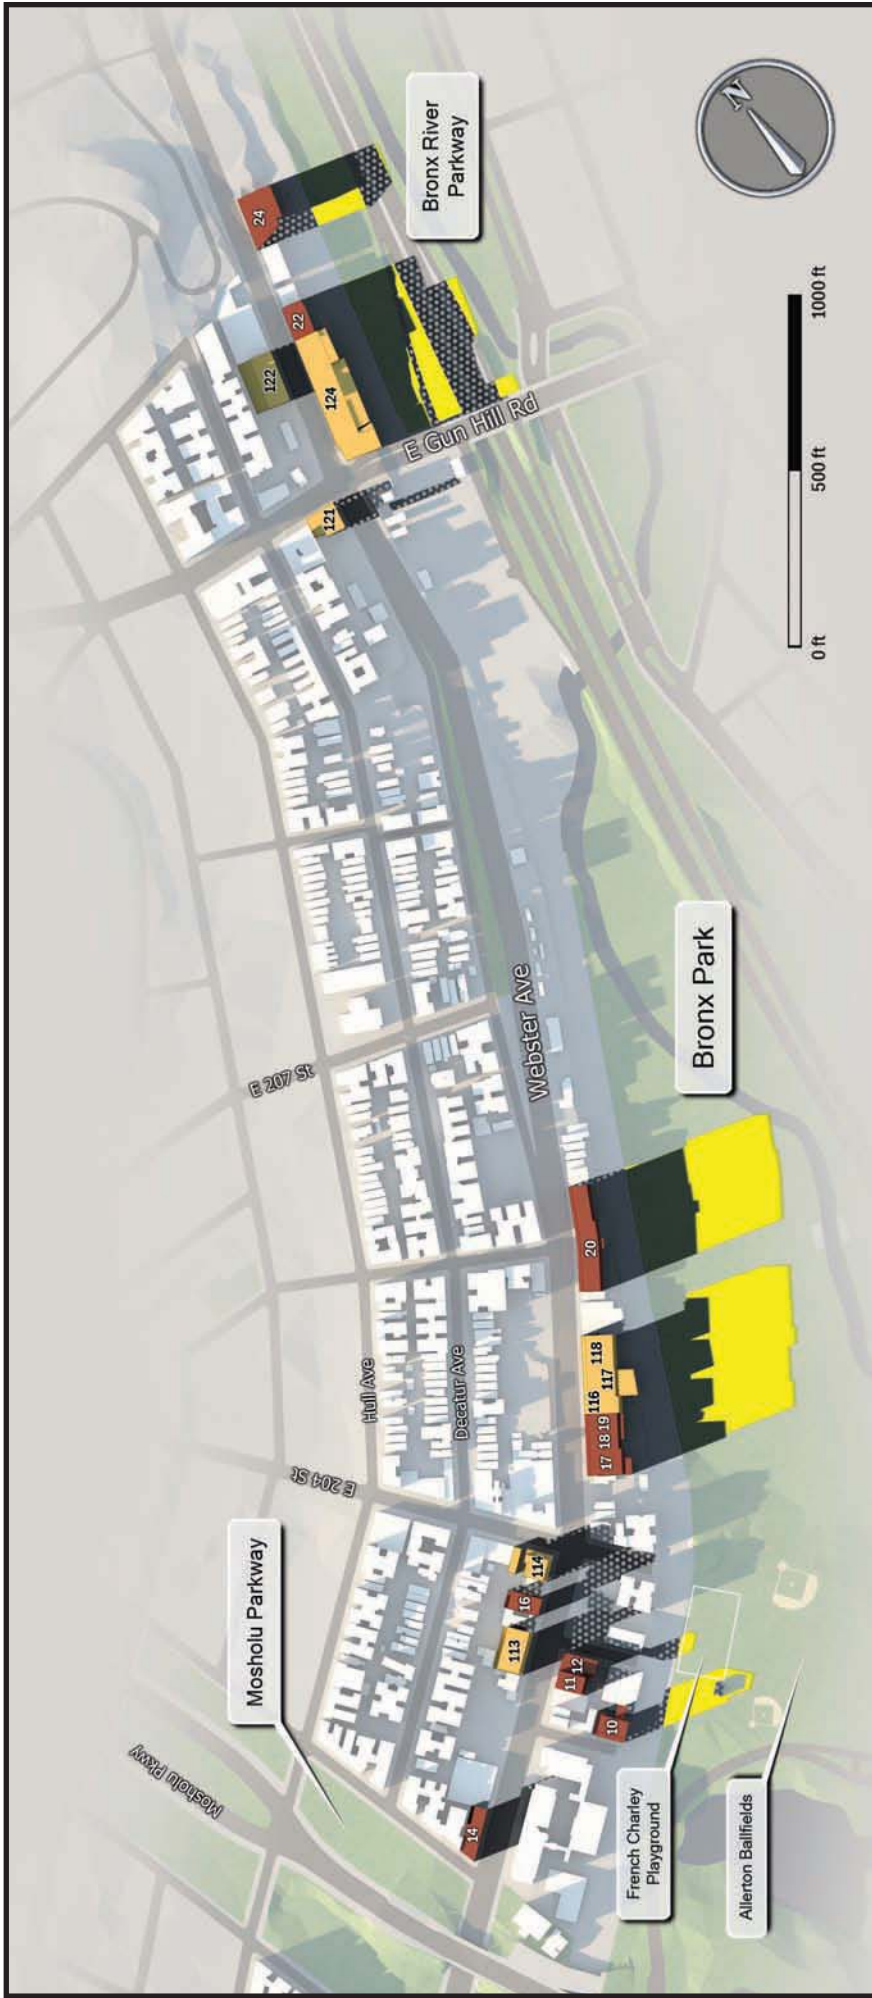 Bronx River
Parkway
N
24
22
122
124
E Gun Hill Rd
121
0 ft
500 ft
1000 ft
Bronx Park
Webster Ave
E 207 St
20
118
117
116
19
18
17
Hull Ave
Decatur Ave
E 204 St
Mosholu Parkway
Mosholu Pkwy
114
16
113
12
11
10
14
French Charley
Playground
Allerton Ballfields